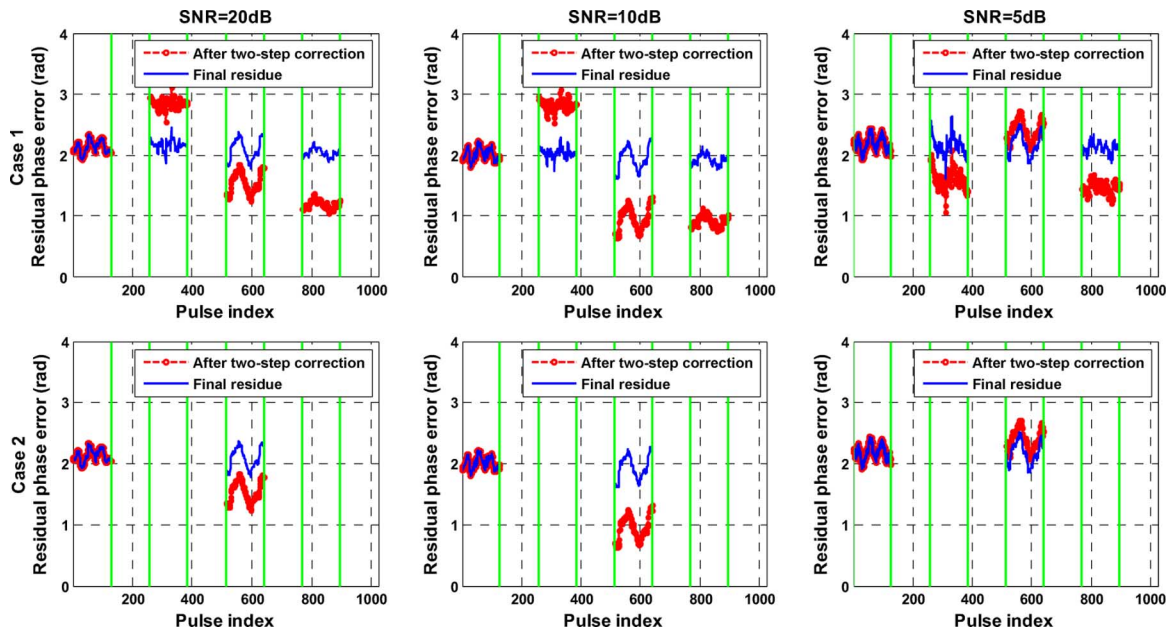 SNR=20dB
SNR=10dB
SNR=5dB
Case 1
Residual phase error (rad)
4
3
2
1
0
After two-step correction
Final residue
200
400
600
800
1000
Pulse index
Residual phase error (rad)
4
3
2
1
0
After two-step correction
Final residue
200
400
600
800
1000
Pulse index
Residual phase error (rad)
4
3
2
1
0
After two-step correction
Final residue
200
400
600
800
1000
Pulse index
Case 2
Residual phase error (rad)
4
3
2
1
0
After two-step correction
Final residue
200
400
600
800
1000
Pulse index
Residual phase error (rad)
4
3
2
1
0
After two-step correction
Final residue
200
400
600
800
1000
Pulse index
Residual phase error (rad)
4
3
2
1
0
After two-step correction
Final residue
200
400
600
800
1000
Pulse index